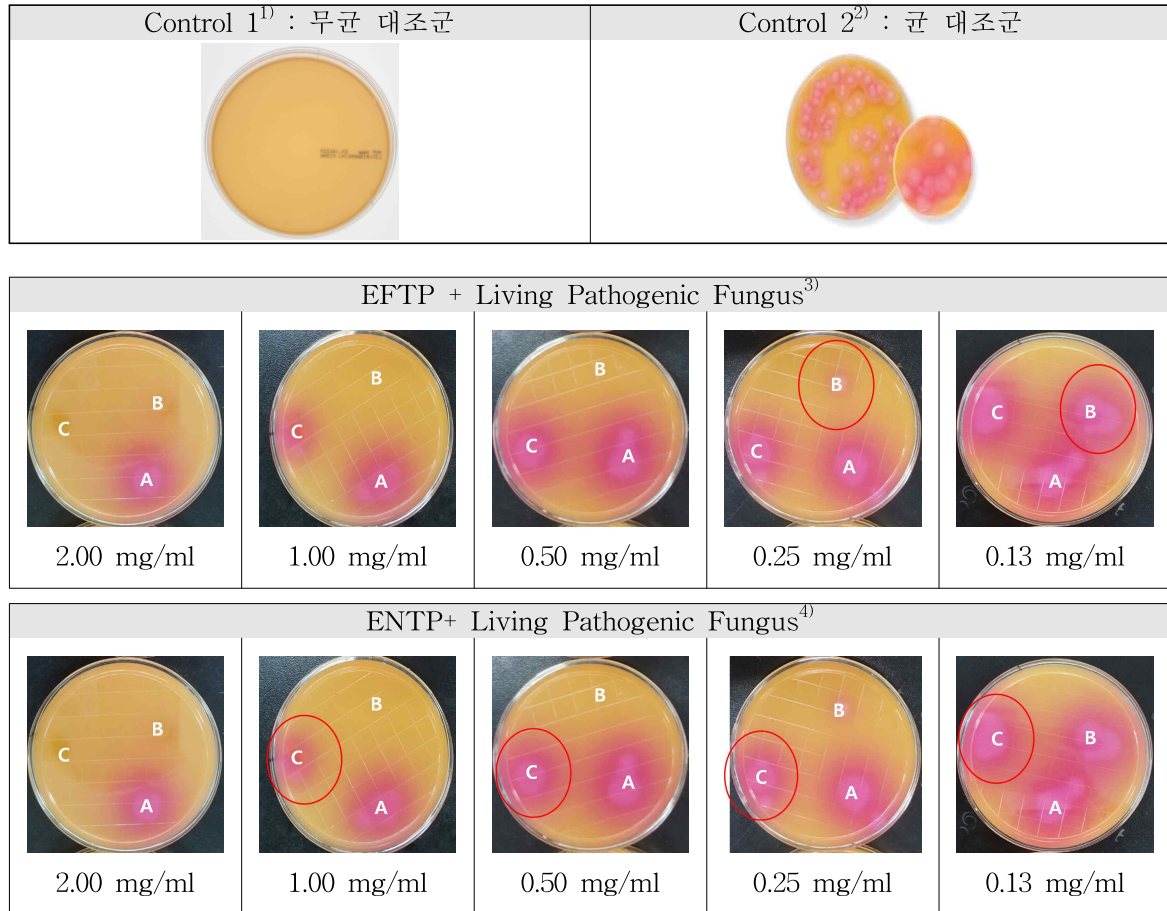 Control 1¹⁾ : 무균 대조군
Control 2²⁾ : 균 대조군
EFTP + Living Pathogenic Fungus³⁾
B
C
A
B
C
A
B
C
A
B
C
A
C
B
A
2.00 mg/ml
1.00 mg/ml
0.50 mg/ml
0.25 mg/ml
0.13 mg/ml
ENTP+ Living Pathogenic Fungus⁴⁾
B
C
A
B
C
A
B
C
A
B
C
A
C
B
A
2.00 mg/ml
1.00 mg/ml
0.50 mg/ml
0.25 mg/ml
0.13 mg/ml